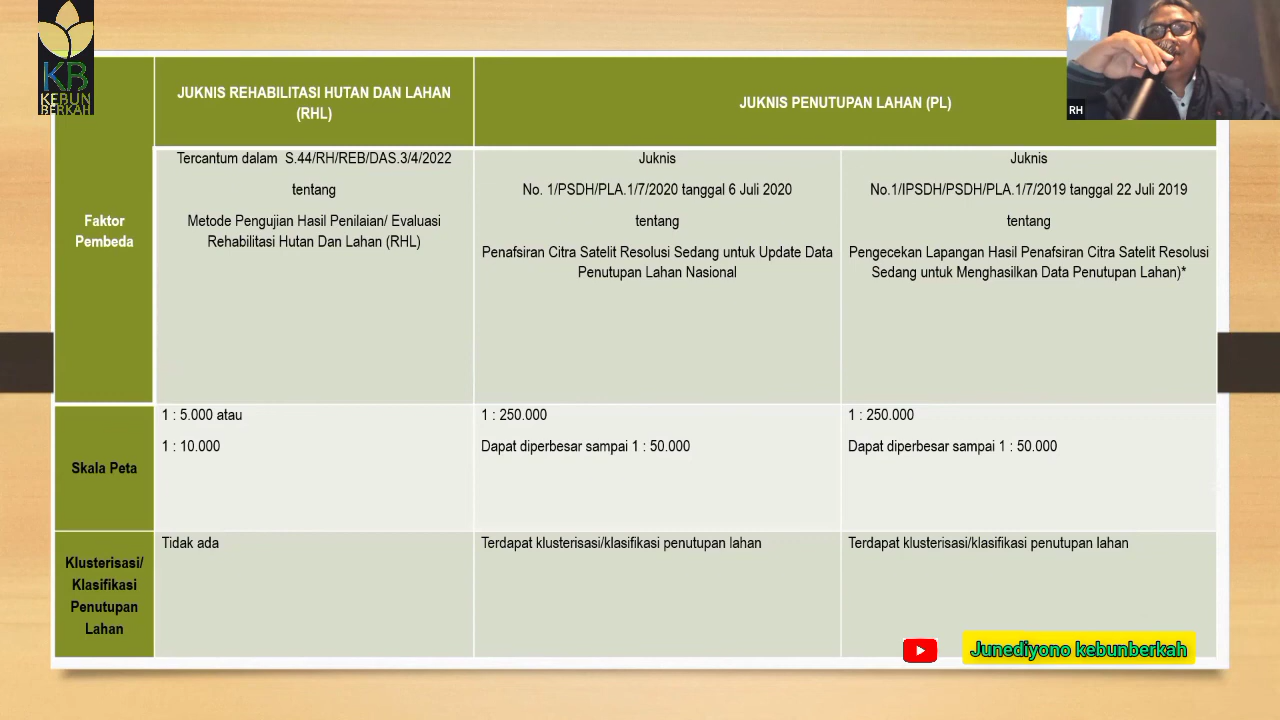 KB
KEBUN
BERKAH
RH
JUKNIS REHABILITASI HUTAN DAN LAHAN
(RHL)
JUKNIS PENUTUPAN LAHAN (PL)
Faktor
Pembeda
Tercantum dalam S.44/RH/REB/DAS.3/4/2022
tentang
Metode Pengujian Hasil Penilaian/ Evaluasi
Rehabilitasi Hutan Dan Lahan (RHL)
Juknis
No. 1/PSDH/PLA.1/7/2020 tanggal 6 Juli 2020
tentang
Penafsiran Citra Satelit Resolusi Sedang untuk Update Data
Penutupan Lahan Nasional
Juknis
No.1/IPSDH/PSDH/PLA.1/7/2019 tanggal 22 Juli 2019
tentang
Pengecekan Lapangan Hasil Penafsiran Citra Satelit Resolusi
Sedang untuk Menghasilkan Data Penutupan Lahan)*
Skala Peta
1 : 5.000 atau
1 : 10.000
1 : 250.000
Dapat diperbesar sampai 1 : 50.000
1 : 250.000
Dapat diperbesar sampai 1 : 50.000
Klusterisasi/
Klasifikasi
Penutupan
Lahan
Tidak ada
Terdapat klusterisasi/klasifikasi penutupan lahan
Terdapat klusterisasi/klasifikasi penutupan lahan
Junediyono kebunberkah